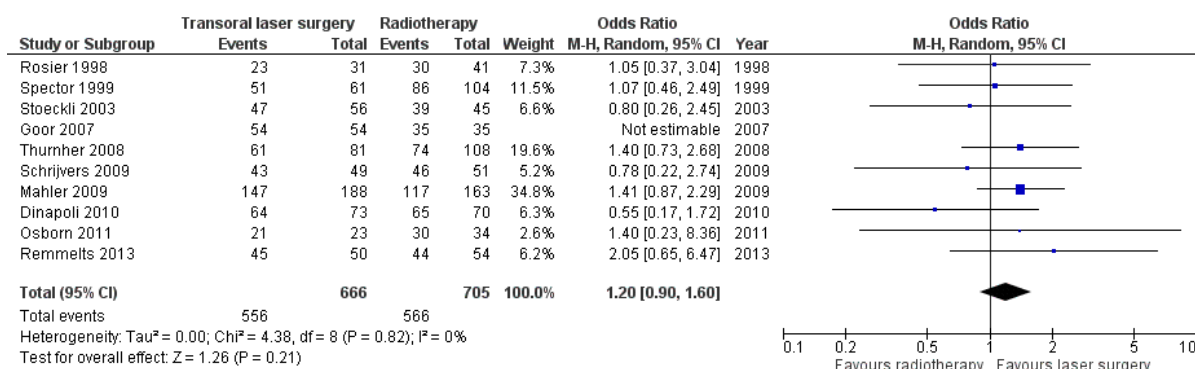 Transoral laser surgery Radiotherapy Odds Ratio Odds Ratio
Study or Subgroup Events Total Events Total Weight M-H, Random, 95% CI Year M-H, Random, 95% CI
Rosier 1998 23 31 30 41 7.3% 1.05 [0.37, 3.04] 1998
Spector 1999 51 61 86 104 11.5% 1.07 [0.46, 2.49] 1999
Stoeckli 2003 47 56 39 45 6.6% 0.80 [0.26, 2.45] 2003
Goor 2007 54 54 35 35 Not estimable 2007
Thurnher 2008 61 81 74 108 19.6% 1.40 [0.73, 2.68] 2008
Schrijvers 2009 43 49 46 51 5.2% 0.78 [0.22, 2.74] 2009
Mahler 2009 147 188 117 163 34.8% 1.41 [0.87, 2.29] 2009
Dinapoli 2010 64 73 65 70 6.3% 0.55 [0.17, 1.72] 2010
Osborn 2011 21 23 30 34 2.6% 1.40 [0.23, 8.36] 2011
Remmelts 2013 45 50 44 54 6.2% 2.05 [0.65, 6.47] 2013
Total (95% CI) 666 705 100.0% 1.20 [0.90, 1.60]
Total events 556 566
Heterogeneity: Tau² = 0.00; Chi² = 4.38, df = 8 (P = 0.82); I² = 0%
Test for overall effect: Z = 1.26 (P = 0.21)
0.1 0.2 0.5 1 2 5 10
Favours radiotherapy Favours laser surgery